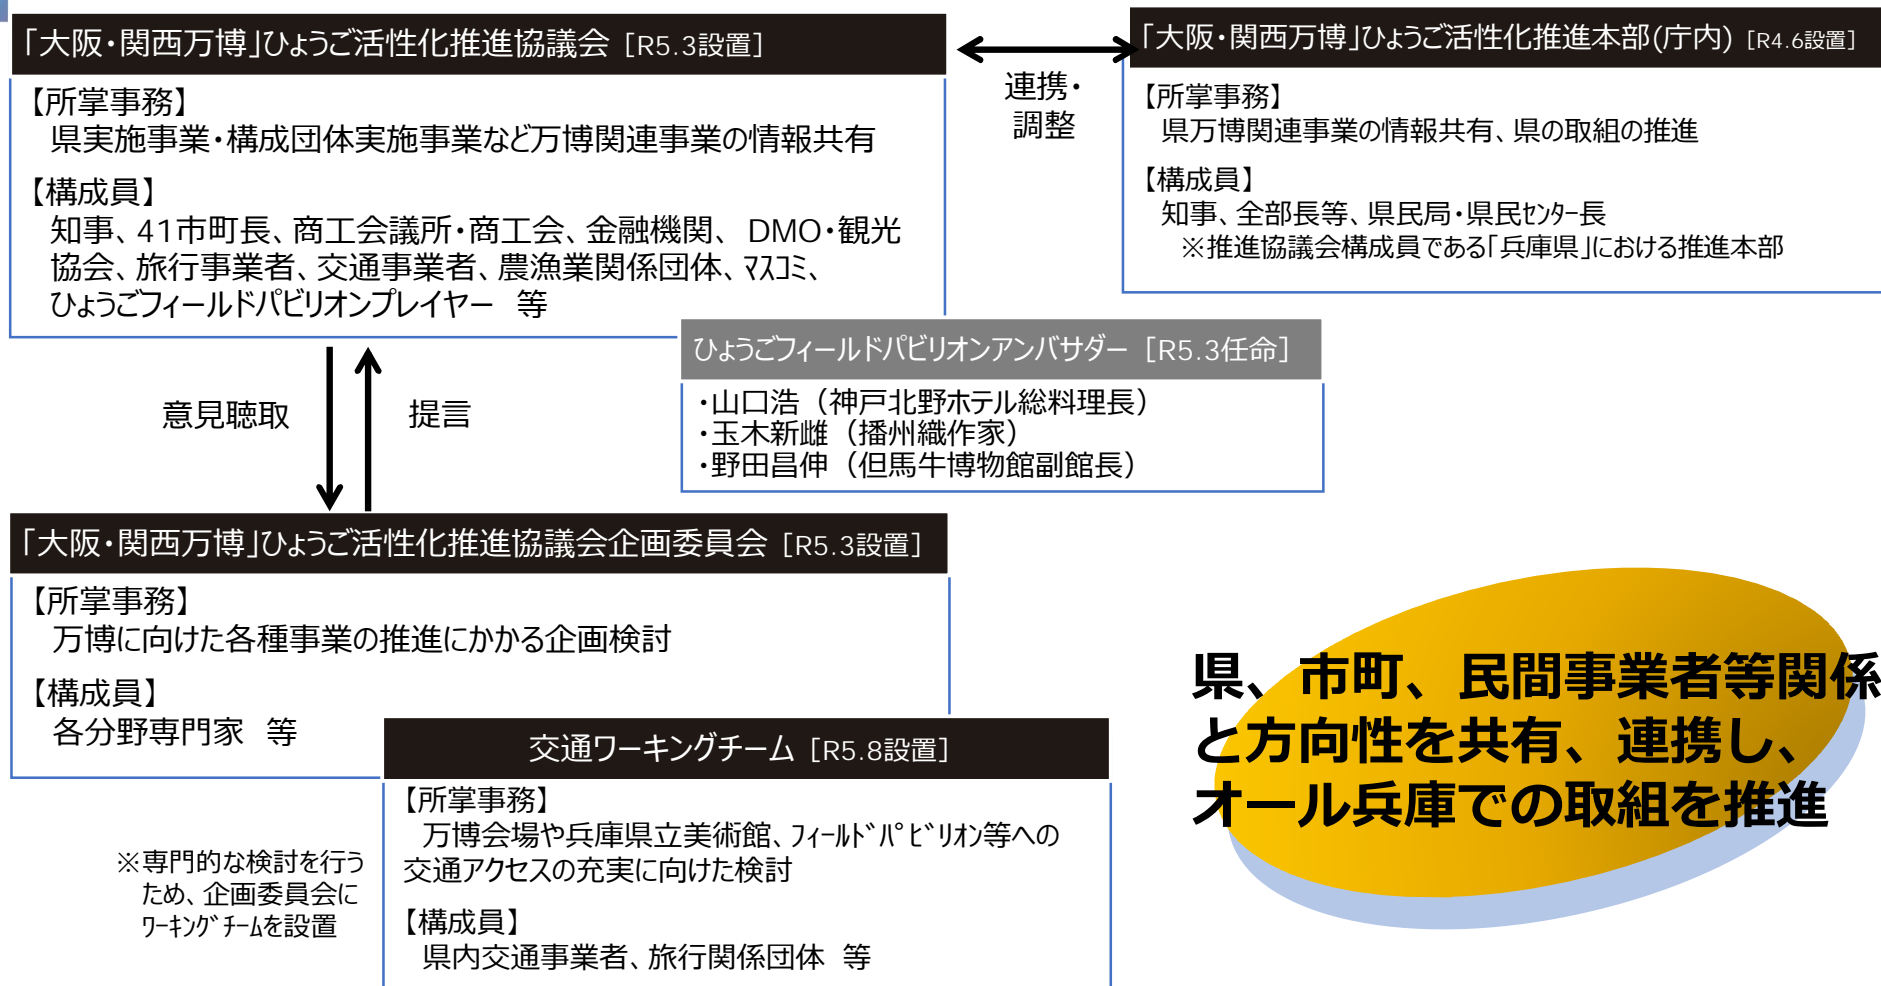 「大阪・関西万博」ひょうご活性化推進協議会［R5.3設置］
【所掌事務】
県実施事業・構成団体実施事業など万博関連事業の情報共有
【構成員】
知事、41市町長、商工会議所・商工会、金融機関、DMO・観光
協会、旅行事業者、交通事業者、農漁業関係団体、ﾏｽｺﾐ、
ひょうごフィールドパビリオンプレイヤー　等
連携・
調整
「大阪・関西万博」ひょうご活性化推進本部(庁内)［R4.6設置］
【所掌事務】
県万博関連事業の情報共有、県の取組の推進
【構成員】
知事、全部長等、県民局・県民ｾﾝﾀｰ長
※推進協議会構成員である「兵庫県」における推進本部
ひょうごフィールドパビリオンアンバサダー［R5.3任命］
・山口浩（神戸北野ホテル総料理長）
・玉木新雌（播州織作家）
・野田昌伸（但馬牛博物館副館長）
意見聴取
提言
「大阪・関西万博」ひょうご活性化推進協議会企画委員会［R5.3設置］
【所掌事務】
万博に向けた各種事業の推進にかかる企画検討
【構成員】
各分野専門家　等
交通ワーキングチーム［R5.8設置］
【所掌事務】
万博会場や兵庫県立美術館、ﾌｨｰﾙﾄﾞﾊﾟﾋﾞﾘｵﾝ等への
交通アクセスの充実に向けた検討
【構成員】
県内交通事業者、旅行関係団体　等
※専門的な検討を行う
ため、企画委員会に
ﾜｰｷﾝｸﾞﾁｰﾑを設置
県、市町、民間事業者等関係
と方向性を共有、連携し、
オール兵庫での取組を推進